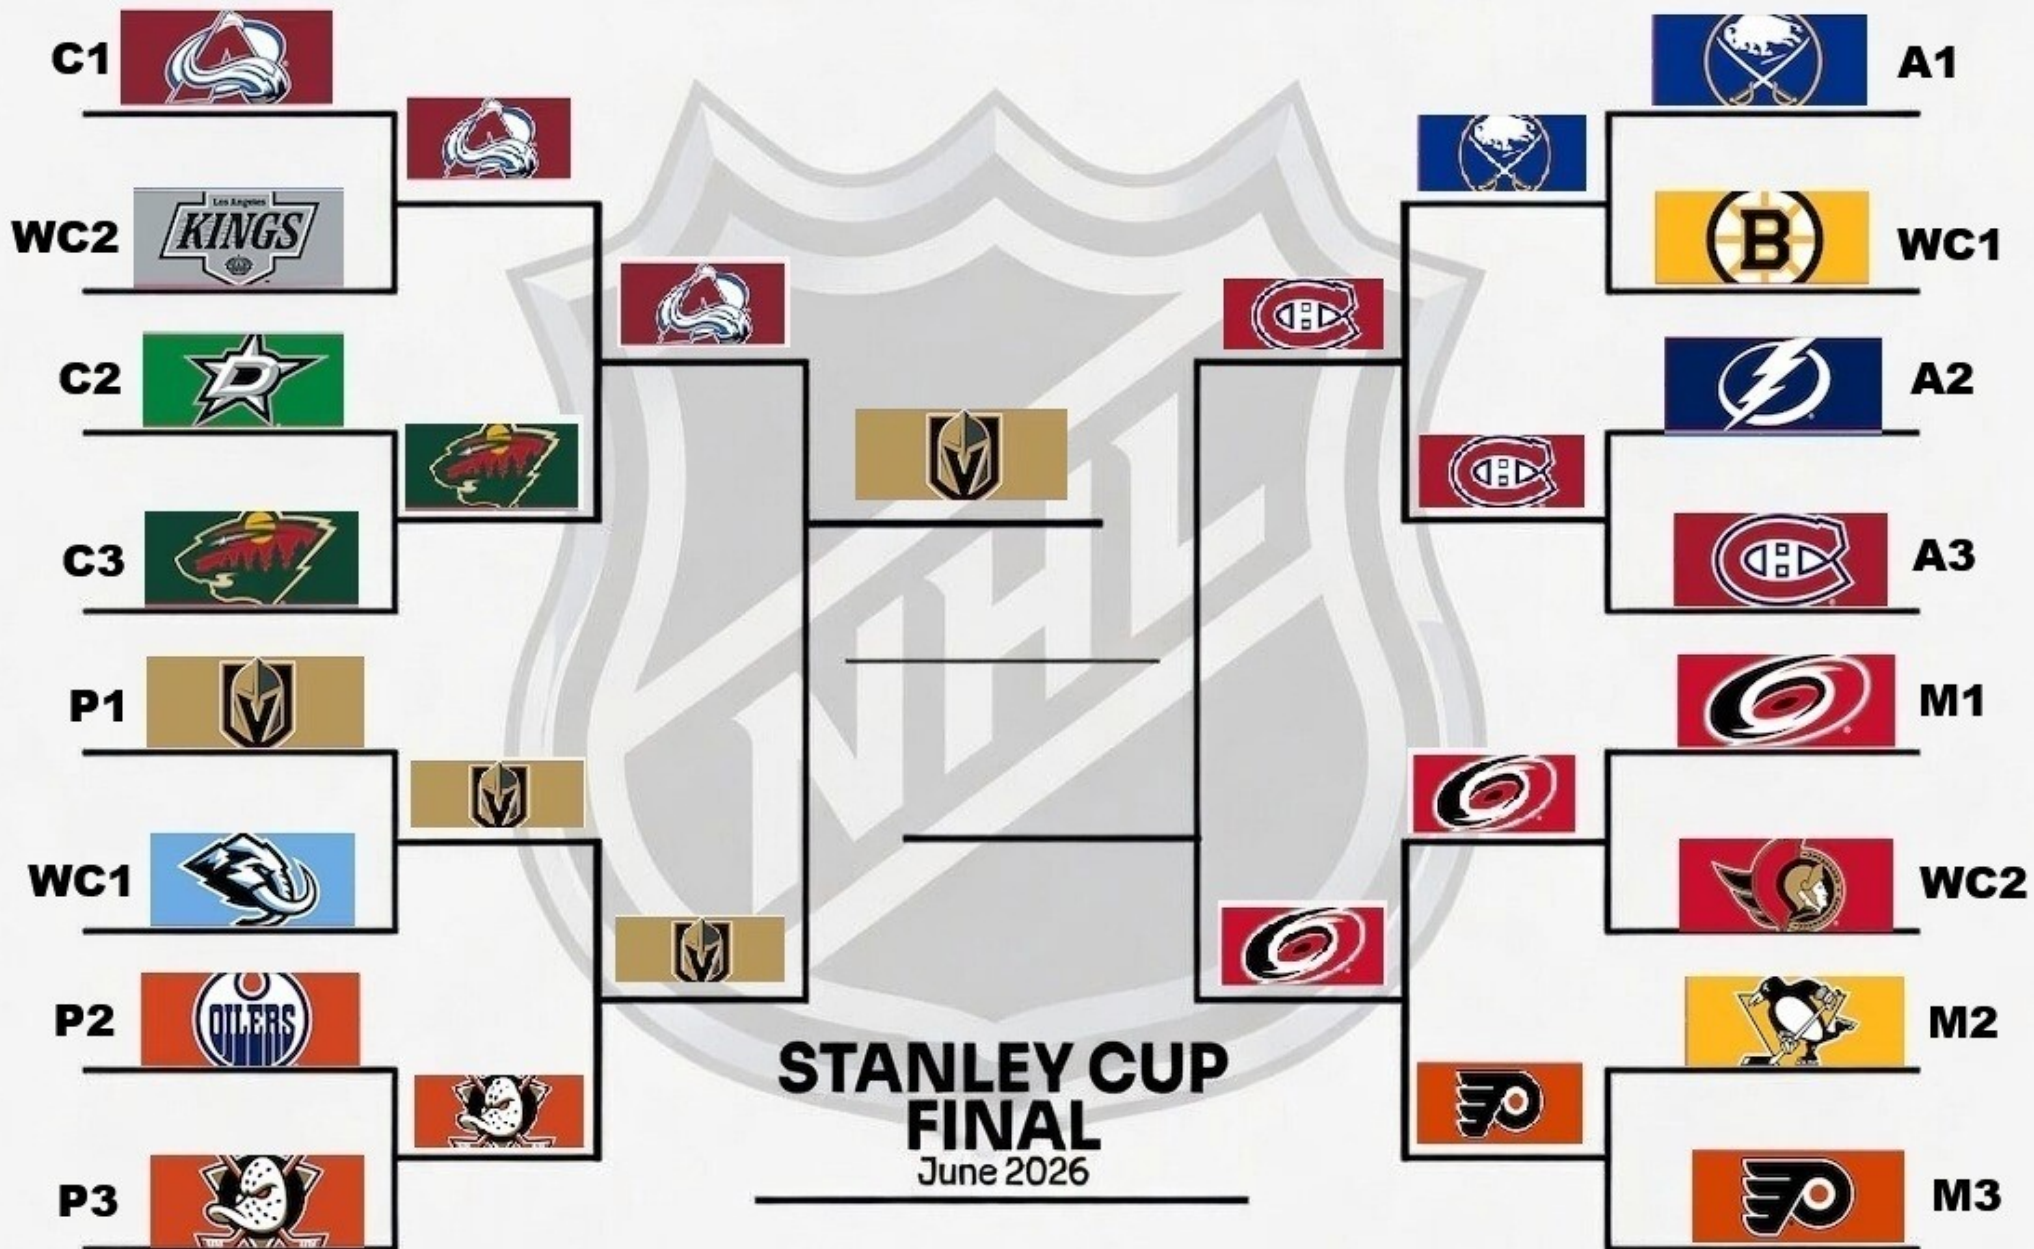 C1
WC2
Los Angeles
KINGS
C2
D
C3
P1
WC1
P2
OILERS
P3
NHL
STANLEY CUP
FINAL
June 2026
A1
B
WC1
A2
A3
M1
WC2
M2
M3